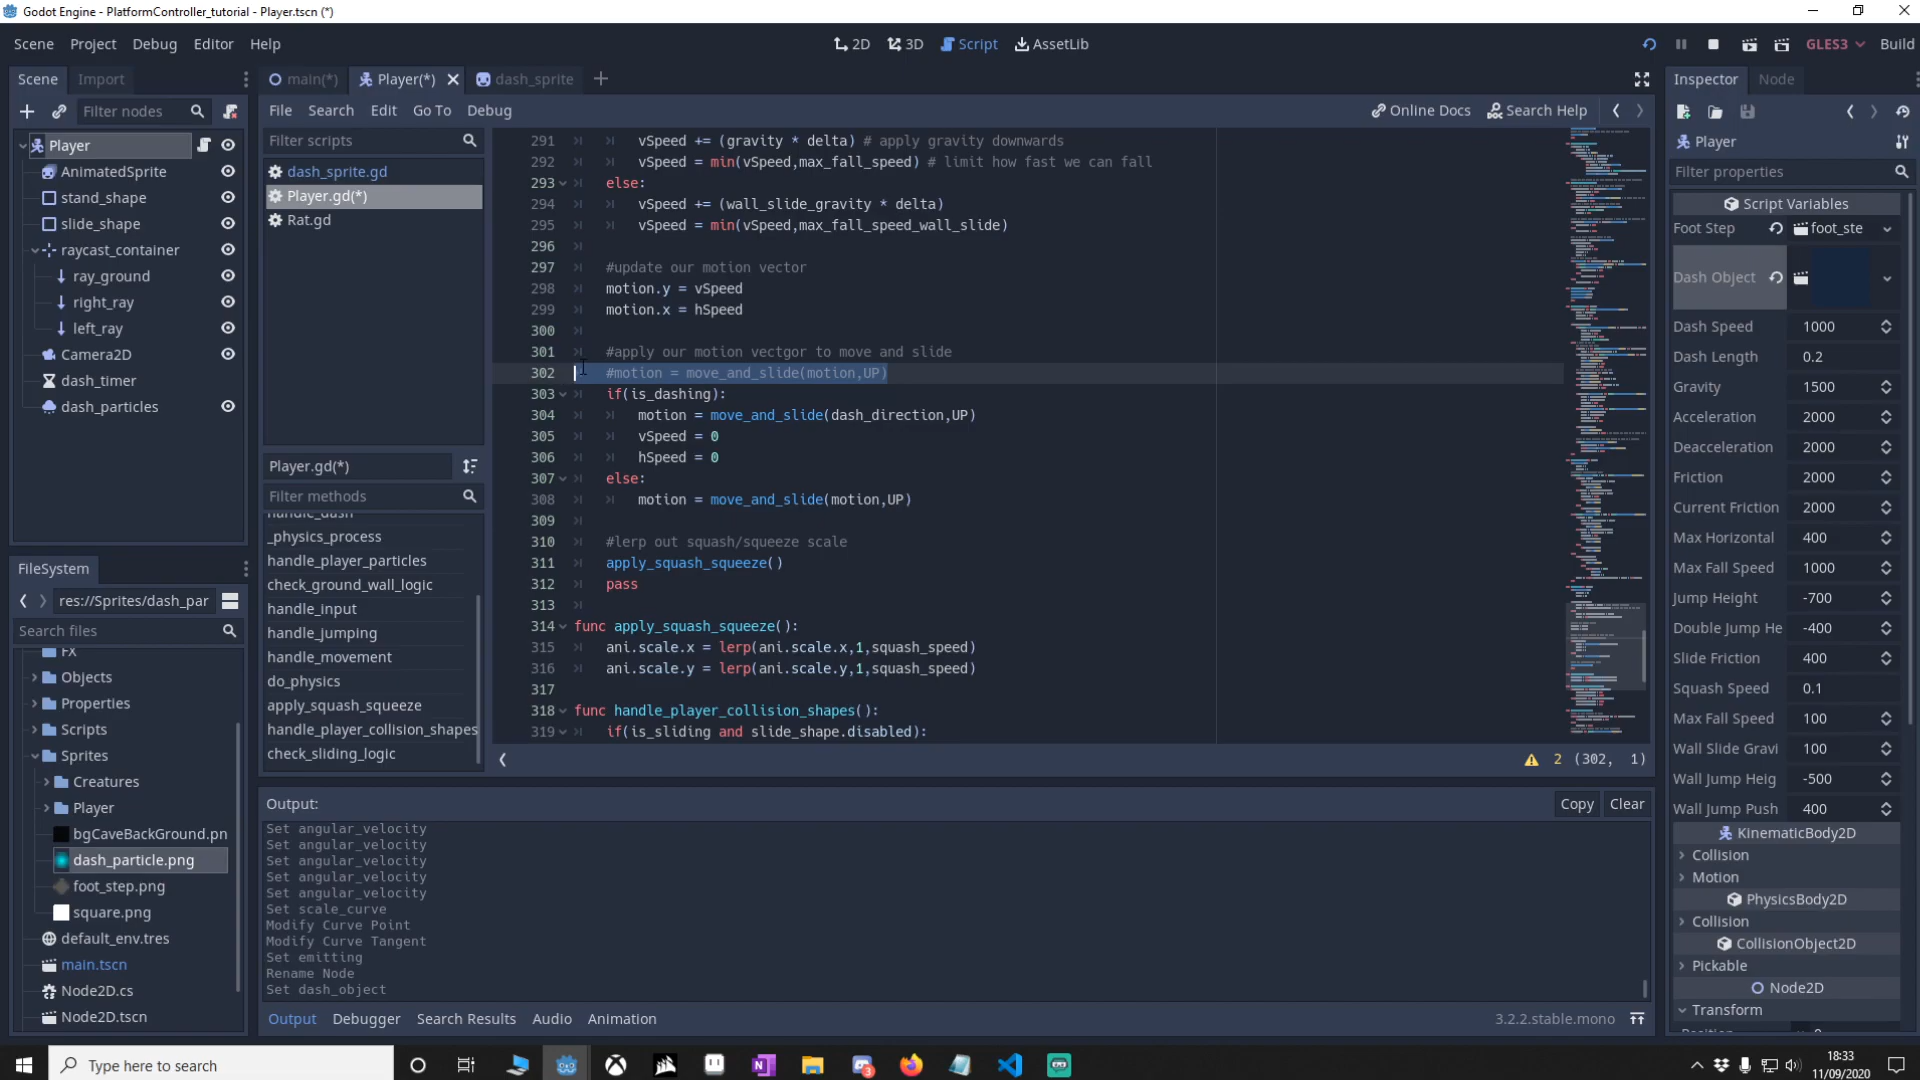 Godot Engine - PlatformController_tutorial - Player.tscn (*)
Scene Project Debug Editor Help
2D 3D Script AssetLib
GLES3 Build
Scene Import
main(*) Player(*) dash_sprite
Inspector Node
Filter nodes
File Search Edit Go To Debug
Online Docs Search Help
Player
AnimatedSprite
stand_shape
slide_shape
raycast_container
ray_ground
right_ray
left_ray
Camera2D
dash_timer
dash_particles
FileSystem
res://Sprites/dash_par
Search files
FX
Objects
Properties
Scripts
Sprites
Creatures
Player
bgCaveBackGround.pn
dash_particle.png
foot_step.png
square.png
default_env.tres
main.tscn
Node2D.cs
Node2D.tscn
Filter scripts
dash_sprite.gd
Player.gd(*)
Rat.gd
Player.gd(*)
Filter methods
handle_dash
_physics_process
handle_player_particles
check_ground_wall_logic
handle_input
handle_jumping
handle_movement
do_physics
apply_squash_squeeze
handle_player_collision_shapes
check_sliding_logic
291 vSpeed += (gravity * delta) # apply gravity downwards
292 vSpeed = min(vSpeed,max_fall_speed) # limit how fast we can fall
293 else:
294 vSpeed += (wall_slide_gravity * delta)
295 vSpeed = min(vSpeed,max_fall_speed_wall_slide)
296
297 #update our motion vector
298 motion.y = vSpeed
299 motion.x = hSpeed
300
301 #apply our motion vectgor to move and slide
302 #motion = move_and_slide(motion,UP)
303 if(is_dashing):
304 motion = move_and_slide(dash_direction,UP)
305 vSpeed = 0
306 hSpeed = 0
307 else:
308 motion = move_and_slide(motion,UP)
309
310 #lerp out squash/squeeze scale
311 apply_squash_squeeze()
312 pass
313
314 func apply_squash_squeeze():
315 ani.scale.x = lerp(ani.scale.x,1,squash_speed)
316 ani.scale.y = lerp(ani.scale.y,1,squash_speed)
317
318 func handle_player_collision_shapes():
319 if(is_sliding and slide_shape.disabled):
2 (302, 1)
Output:
Copy Clear
Set angular_velocity
Set angular_velocity
Set angular_velocity
Set angular_velocity
Set angular_velocity
Set scale_curve
Modify Curve Point
Modify Curve Tangent
Set emitting
Rename Node
Set dash_object
Output Debugger Search Results Audio Animation
3.2.2.stable.mono
Player
Filter properties
Script Variables
Foot Step foot_ste
Dash Object
Dash Speed 1000
Dash Length 0.2
Gravity 1500
Acceleration 2000
Deacceleration 2000
Friction 2000
Current Friction 2000
Max Horizontal 400
Max Fall Speed 1000
Jump Height -700
Double Jump He -400
Slide Friction 400
Squash Speed 0.1
Max Fall Speed 100
Wall Slide Gravi 100
Wall Jump Heig -500
Wall Jump Push 400
KinematicBody2D
Collision
Motion
PhysicsBody2D
Collision
CollisionObject2D
Pickable
Node2D
Transform
Type here to search
18:33
11/09/2020